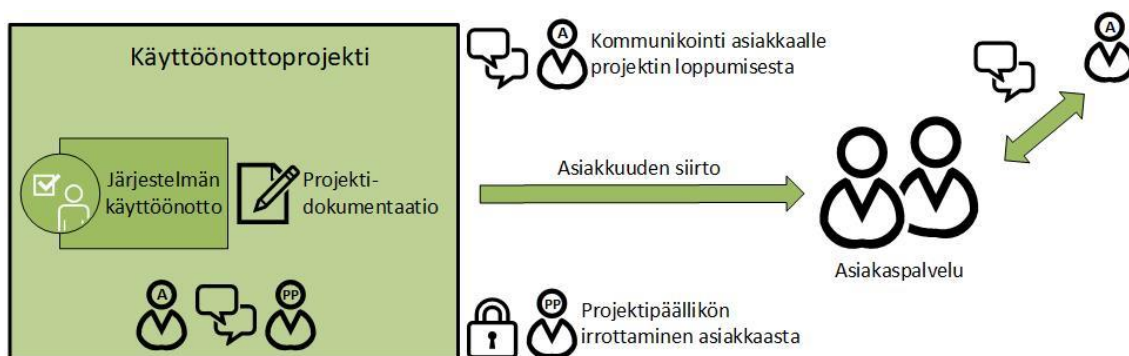 Käyttöönottoprojekti
Järjestelmän
käyttöönotto
Projekti-
dokumentaatio
A
PP
A
Kommunikointi asiakkaalle
projektin loppumisesta
Asiakkuuden siirto
PP
Projektipäällikön
irrottaminen asiakkaasta
Asiakaspalvelu
A